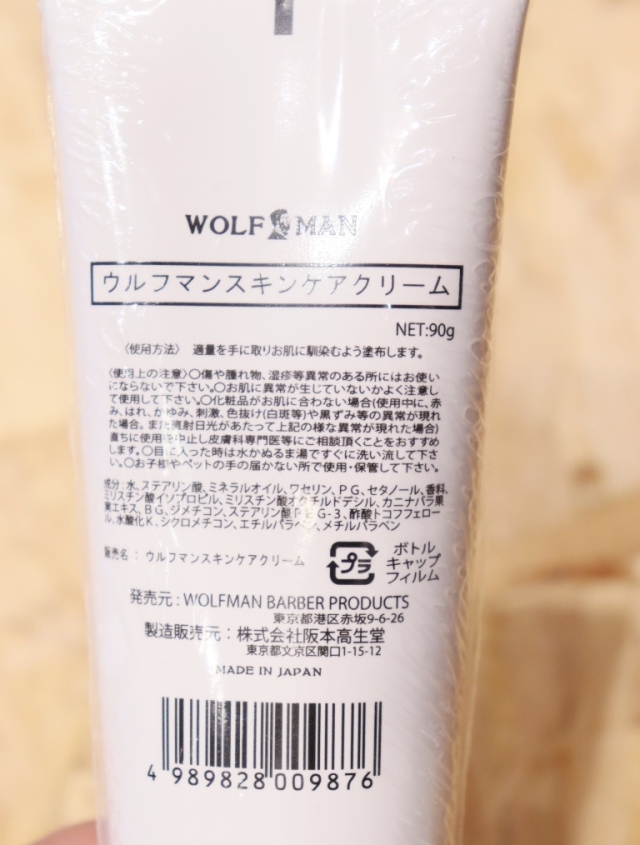 WOLF MAN
ウルフマンスキンケアクリーム
NET:90g
〈使用方法〉 適量を手に取りお肌に馴染むよう塗布します。
〈使用上の注意〉〇傷や腫れ物、湿疹等異常のある所にはお使い
にならないで下さい。〇お肌に異常が生じていないかよく注意し
て使用して下さい。〇化粧品がお肌に合わない場合(使用中に、赤
み、はれ、かゆみ、刺激、色抜け(白斑等)や黒ずみ等の異常が現れ
た場合。また直射日光があたって上記の様な異常が現れた場合)
直ちに使用を中止し皮膚科専門医等にご相談頂くことをおすすめ
します。〇目に入った時は水かぬるま湯ですぐに洗い流して下さ
い。〇お子様やペットの手の届かない所で使用・保管して下さい。
成分：水、ステアリン酸、ミネラルオイル、ワセリン、PG、セタノール、香料、
ミリスチン酸イソプロピル、ミリスチン酸オクチルドデシル、カニナバラ果
実エキス、BG、ジメチコン、ステアリン酸PEG-3、酢酸トコフェロー
ル、水酸化K、シクロメチコン、エチルパラベン、メチルパラベン
販売名：ウルフマンスキンケアクリーム
プラ
ボトル
キャップ
フィルム
発売元：WOLFMAN BARBER PRODUCTS
東京都港区赤坂9-6-26
製造販売元：株式会社阪本高生堂
東京都文京区関口1-15-12
MADE IN JAPAN
4 989828 009876